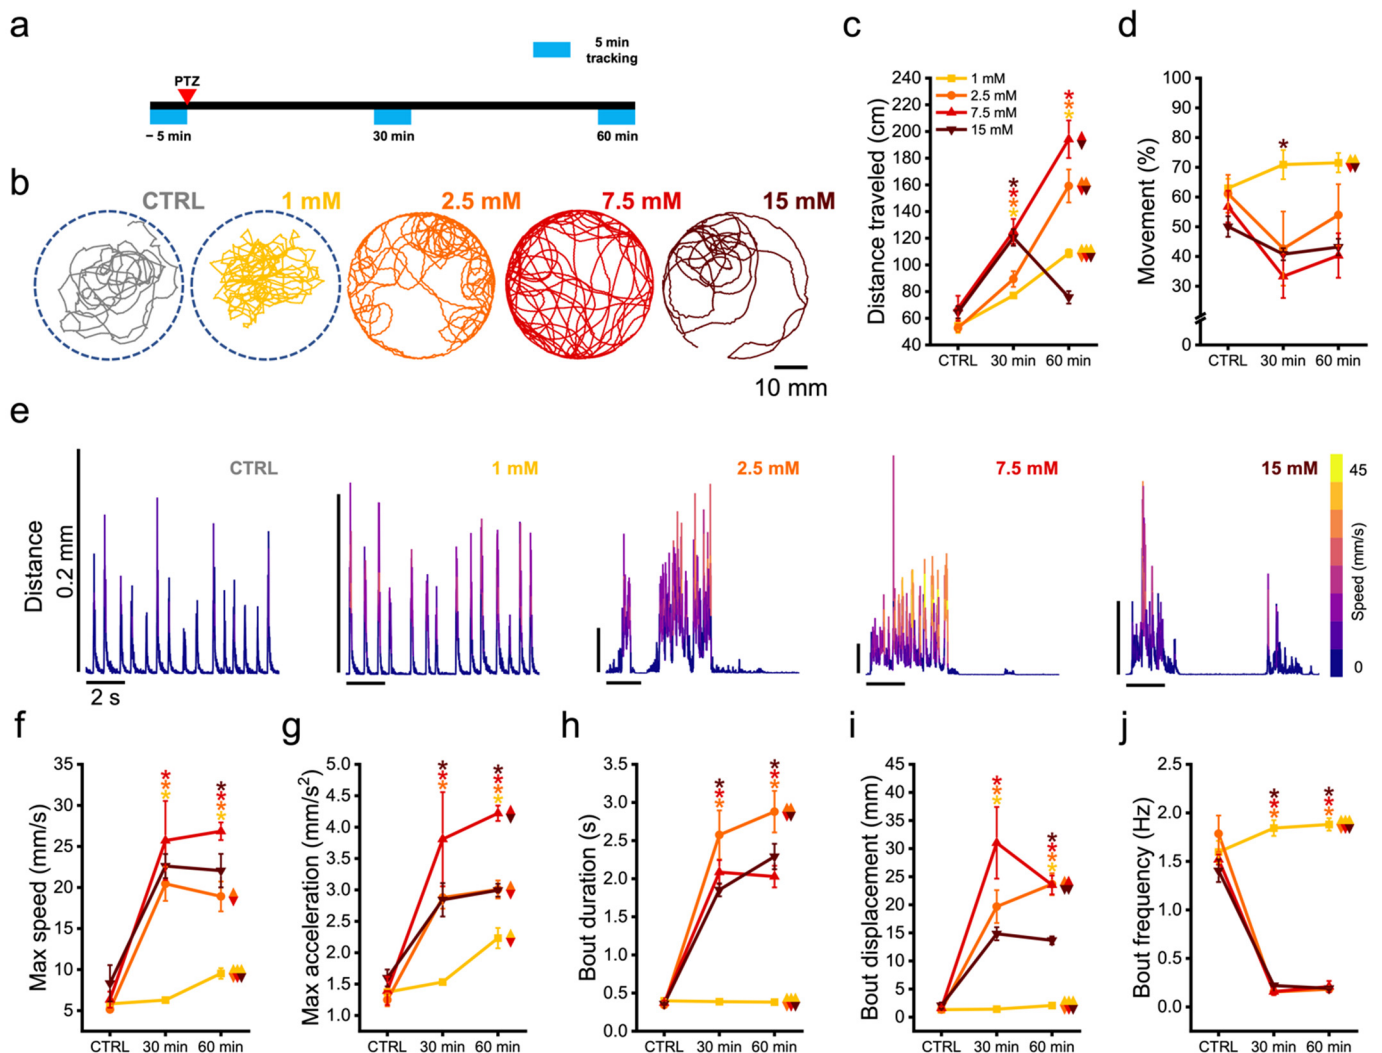 a
5 min
tracking
PTZ
− 5 min
30 min
60 min
b
CTRL
1 mM
2.5 mM
7.5 mM
15 mM
10 mm
c
Distance traveled (cm)
240
220
200
180
160
140
120
100
80
60
40
1 mM
2.5 mM
7.5 mM
15 mM
*
*
*
*
*
*
*
CTRL
30 min
60 min
d
Movement (%)
100
90
80
70
60
50
40
30
0
*
CTRL
30 min
60 min
e
Distance
0.2 mm
2 s
CTRL
1 mM
2.5 mM
7.5 mM
15 mM
45
Speed (mm/s)
0
f
Max speed (mm/s)
35
30
25
20
15
10
5
*
*
*
*
*
*
*
CTRL
30 min
60 min
g
Max acceleration (mm/s²)
5.0
4.5
4.0
3.5
3.0
2.5
2.0
1.5
1.0
*
*
*
*
*
*
*
CTRL
30 min
60 min
h
Bout duration (s)
3.5
3.0
2.5
2.0
1.5
1.0
0.5
0.0
*
*
*
*
*
*
CTRL
30 min
60 min
i
Bout displacement (mm)
45
40
35
30
25
20
15
10
5
0
*
*
*
*
*
*
*
CTRL
30 min
60 min
j
Bout frequency (Hz)
2.5
2.0
1.5
1.0
0.5
0.0
*
*
*
*
*
*
CTRL
30 min
60 min